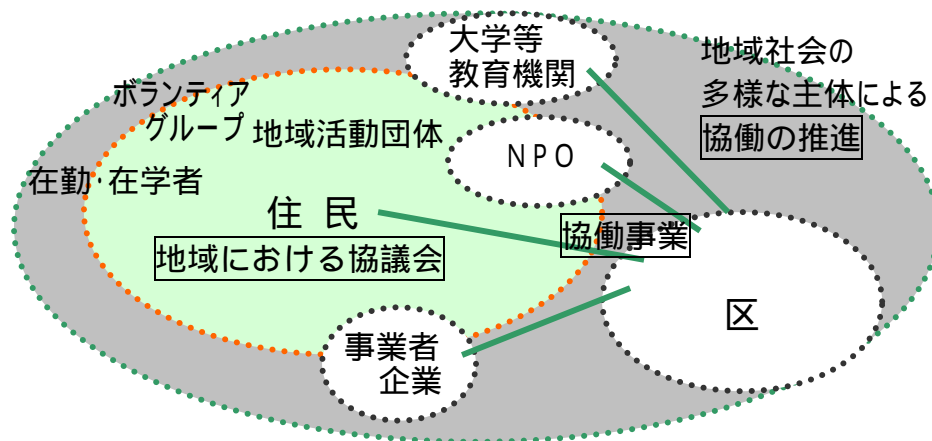 大学等
教育機関
地域社会の
多様な主体による
協働の推進
ボランティア
グループ
地域活動団体
NPO
在勤・在学者
住 民
地域における協議会
協働事業
区
事業者
企業